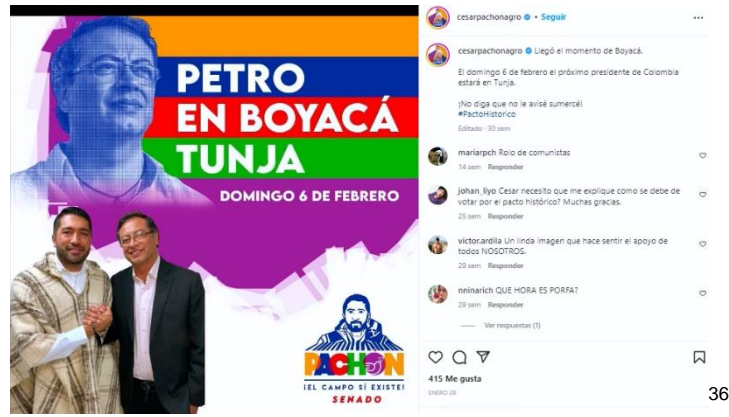 PETRO
EN BOYACÁ
TUNJA
DOMINGO 6 DE FEBRERO
PACHON
¡EL CAMPO SÍ EXISTE!
SENADO
cesarpachonagro • Seguir
cesarpachonagro Llegó el momento de Boyacá.
El domingo 6 de febrero el próximo presidente de Colombia
estará en Tunja.
¡No diga que no le avisé sumercé!
#PactoHistorico
Editado · 30 sem
mariarpch Rolo de comunistas
14 sem Responder
johan_liyo Cesar necesito que me explique como se debe de
votar por el pacto histórico? Muchas gracias.
25 sem Responder
victor.ardila Un linda imagen que hace sentir el apoyo de
todos NOSOTROS.
29 sem Responder
nninarich QUE HORA ES PORFA?
29 sem Responder
Ver respuestas (1)
415 Me gusta
ENERO 28
36